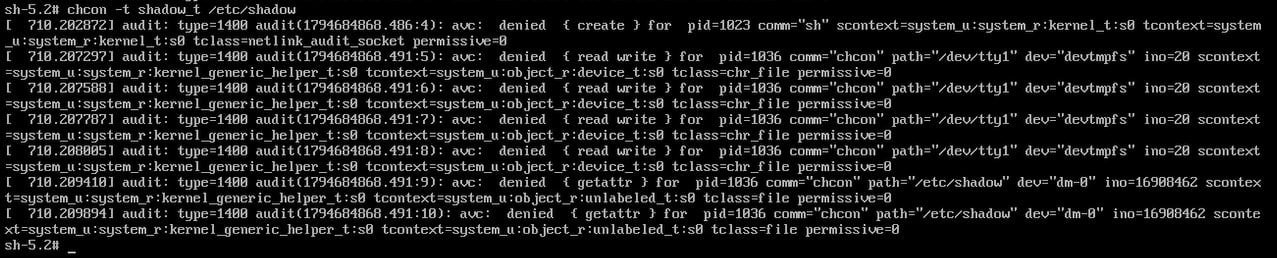 sh-5.2# chcon -t shadow_t /etc/shadow
[  710.202872] audit: type=1400 audit(1794684868.486:4): avc:  denied  { create } for  pid=1023 comm="sh" scontext=system_u:system_r:kernel_t:s0 tcontext=system
_u:system_r:kernel_t:s0 tclass=netlink_audit_socket permissive=0
[  710.207297] audit: type=1400 audit(1794684868.491:5): avc:  denied  { read write } for  pid=1036 comm="chcon" path="/dev/tty1" dev="devtmpfs" ino=20 scontext
=system_u:system_r:kernel_generic_helper_t:s0 tcontext=system_u:object_r:device_t:s0 tclass=chr_file permissive=0
[  710.207588] audit: type=1400 audit(1794684868.491:6): avc:  denied  { read write } for  pid=1036 comm="chcon" path="/dev/tty1" dev="devtmpfs" ino=20 scontext
=system_u:system_r:kernel_generic_helper_t:s0 tcontext=system_u:object_r:device_t:s0 tclass=chr_file permissive=0
[  710.207787] audit: type=1400 audit(1794684868.491:7): avc:  denied  { read write } for  pid=1036 comm="chcon" path="/dev/tty1" dev="devtmpfs" ino=20 scontext
=system_u:system_r:kernel_generic_helper_t:s0 tcontext=system_u:object_r:device_t:s0 tclass=chr_file permissive=0
[  710.208005] audit: type=1400 audit(1794684868.491:8): avc:  denied  { read write } for  pid=1036 comm="chcon" path="/dev/tty1" dev="devtmpfs" ino=20 scontext
=system_u:system_r:kernel_generic_helper_t:s0 tcontext=system_u:object_r:device_t:s0 tclass=chr_file permissive=0
[  710.209410] audit: type=1400 audit(1794684868.491:9): avc:  denied  { getattr } for  pid=1036 comm="chcon" path="/etc/shadow" dev="dm-0" ino=16908462 scontex
t=system_u:system_r:kernel_generic_helper_t:s0 tcontext=system_u:object_r:unlabeled_t:s0 tclass=file permissive=0
[  710.209894] audit: type=1400 audit(1794684868.491:10): avc:  denied  { getattr } for  pid=1036 comm="chcon" path="/etc/shadow" dev="dm-0" ino=16908462 sconte
xt=system_u:system_r:kernel_generic_helper_t:s0 tcontext=system_u:object_r:unlabeled_t:s0 tclass=file permissive=0
sh-5.2# _